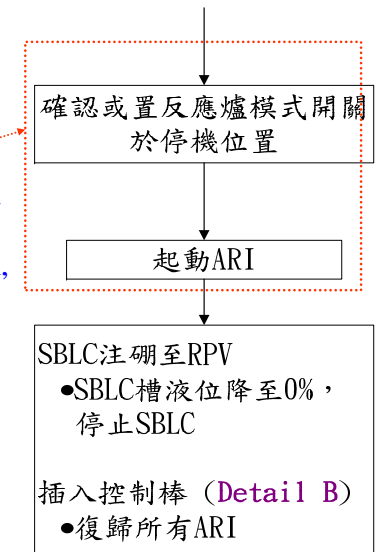 確認或置反應爐模式開關
於停機位置
起動ARI
SBLC注硼至RPV
•SBLC槽液位降至0%，
停止SBLC
插入控制棒（Detail B）
•復歸所有ARI